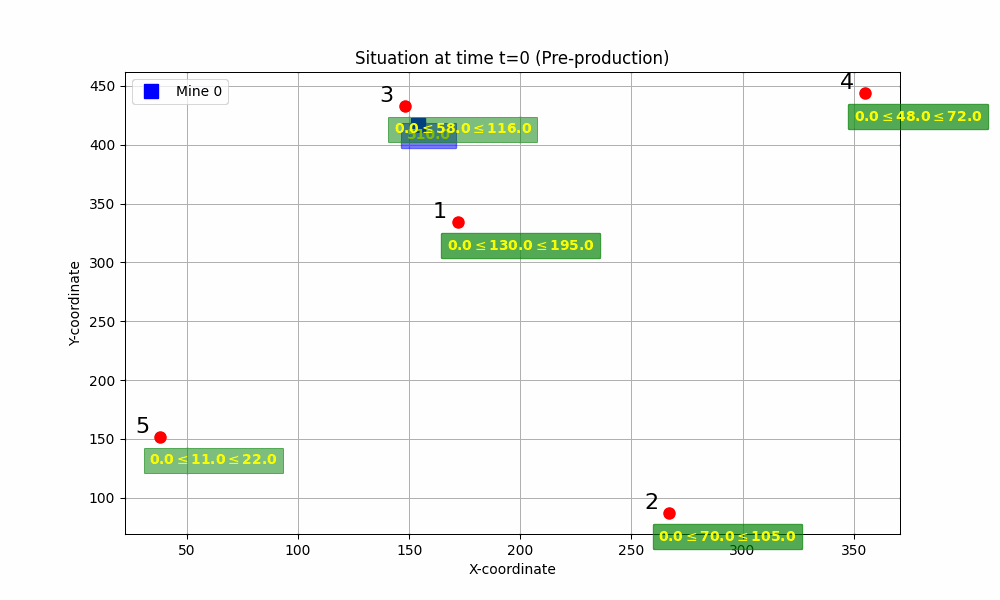 Situation at time t=0 (Pre-production)
Mine 0
3
0.0 ≤ 58.0 ≤ 116.0
510.0
4
0.0 ≤ 48.0 ≤ 72.0
1
0.0 ≤ 130.0 ≤ 195.0
5
0.0 ≤ 11.0 ≤ 22.0
2
0.0 ≤ 70.0 ≤ 105.0
450
400
350
300
250
200
150
100
Y-coordinate
50 100 150 200 250 300 350
X-coordinate